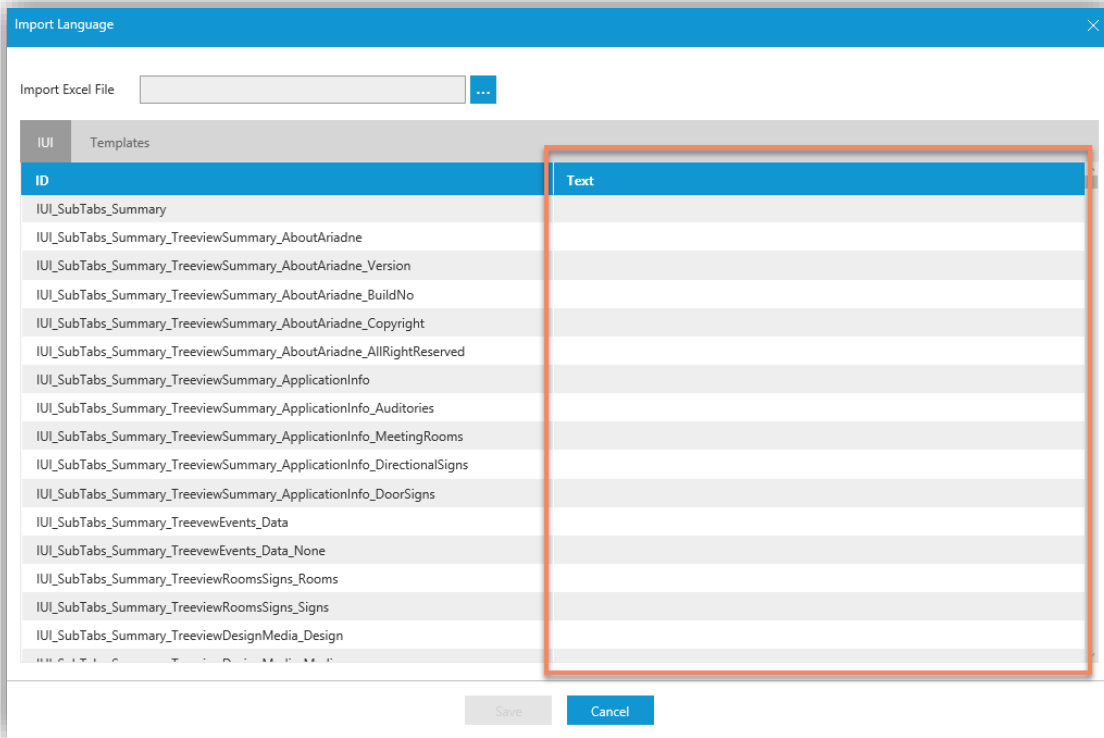 Import Language
Import Excel File
...
IUI Templates
ID Text
IUI_SubTabs_Summary
IUI_SubTabs_Summary_TreeviewSummary_AboutAriadne
IUI_SubTabs_Summary_TreeviewSummary_AboutAriadne_Version
IUI_SubTabs_Summary_TreeviewSummary_AboutAriadne_BuildNo
IUI_SubTabs_Summary_TreeviewSummary_AboutAriadne_Copyright
IUI_SubTabs_Summary_TreeviewSummary_AboutAriadne_AllRightReserved
IUI_SubTabs_Summary_TreeviewSummary_ApplicationInfo
IUI_SubTabs_Summary_TreeviewSummary_ApplicationInfo_Auditories
IUI_SubTabs_Summary_TreeviewSummary_ApplicationInfo_MeetingRooms
IUI_SubTabs_Summary_TreeviewSummary_ApplicationInfo_DirectionalSigns
IUI_SubTabs_Summary_TreeviewSummary_ApplicationInfo_DoorSigns
IUI_SubTabs_Summary_TreevewEvents_Data
IUI_SubTabs_Summary_TreevewEvents_Data_None
IUI_SubTabs_Summary_TreeviewRoomsSigns_Rooms
IUI_SubTabs_Summary_TreeviewRoomsSigns_Signs
IUI_SubTabs_Summary_TreeviewDesignMedia_Design
Save Cancel